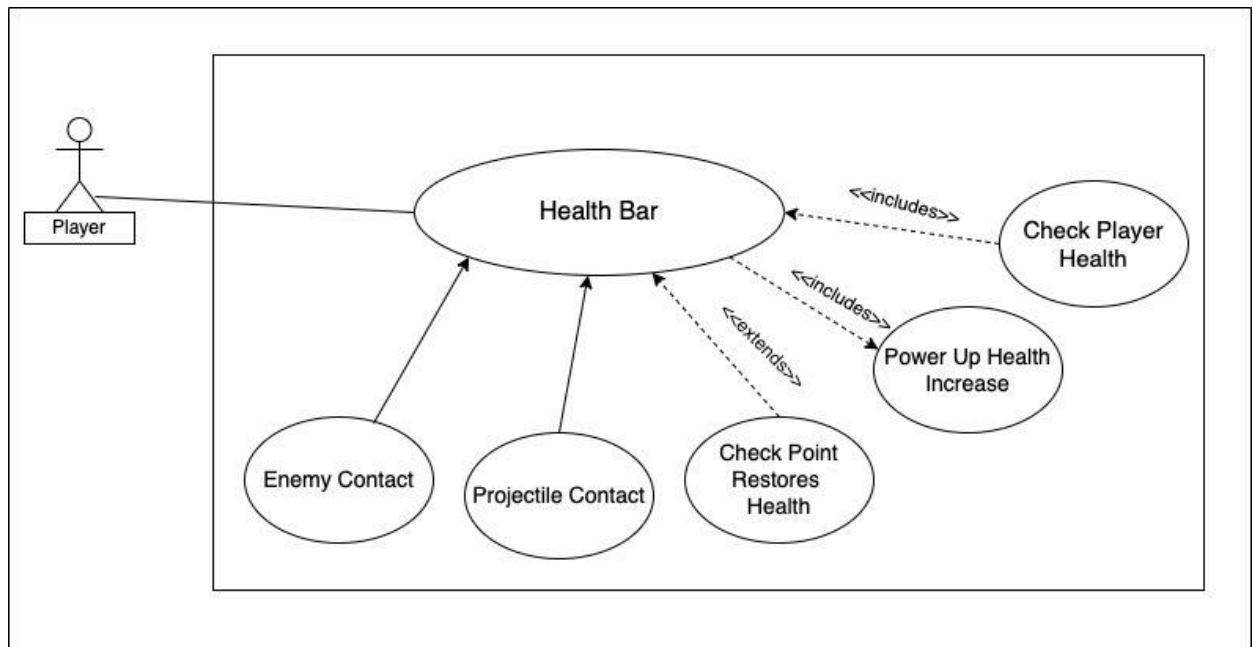 Player
Health Bar
<<includes>>
Check Player
Health
<<includes>>
Power Up Health
Increase
<<extends>>
Check Point
Restores
Health
Enemy Contact
Projectile Contact